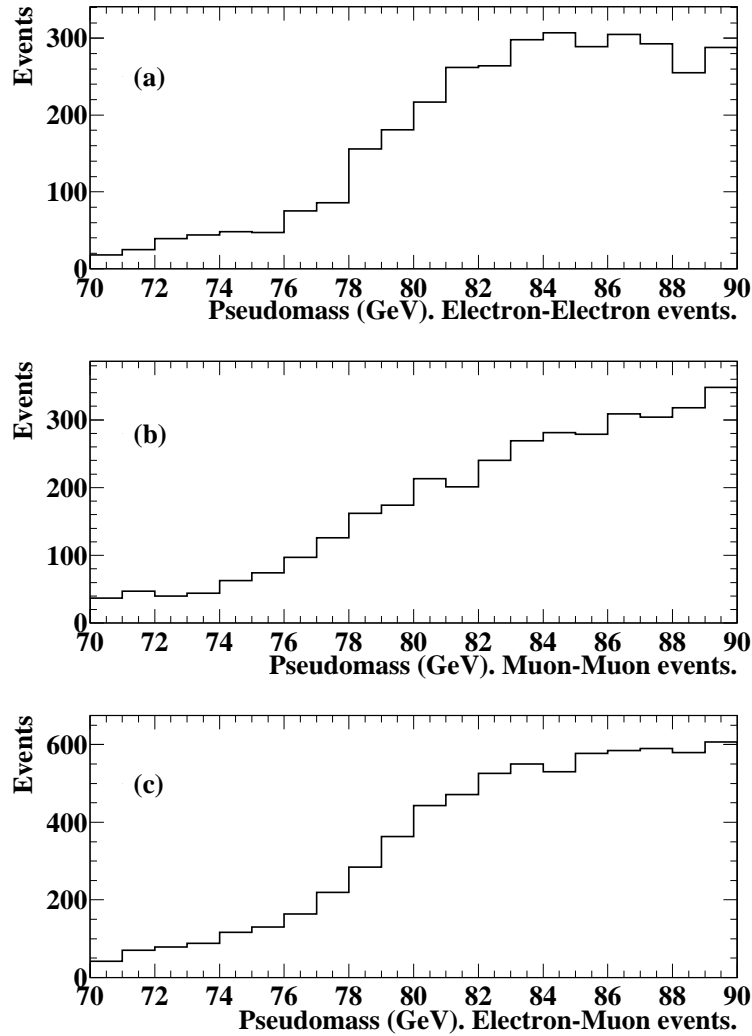 Events
300
200
100
0
(a)
70 72 74 76 78 80 82 84 86 88 90
Pseudomass (GeV). Electron-Electron events.
Events
300
200
100
0
(b)
70 72 74 76 78 80 82 84 86 88 90
Pseudomass (GeV). Muon-Muon events.
Events
600
400
200
0
(c)
70 72 74 76 78 80 82 84 86 88 90
Pseudomass (GeV). Electron-Muon events.